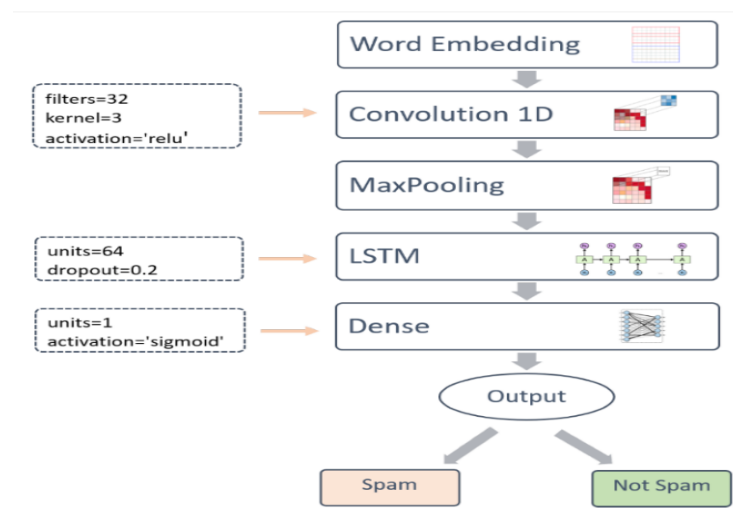 Word Embedding
filters=32
kernel=3
activation='relu'
Convolution 1D
MaxPooling
units=64
dropout=0.2
LSTM
units=1
activation='sigmoid'
Dense
Output
Spam
Not Spam